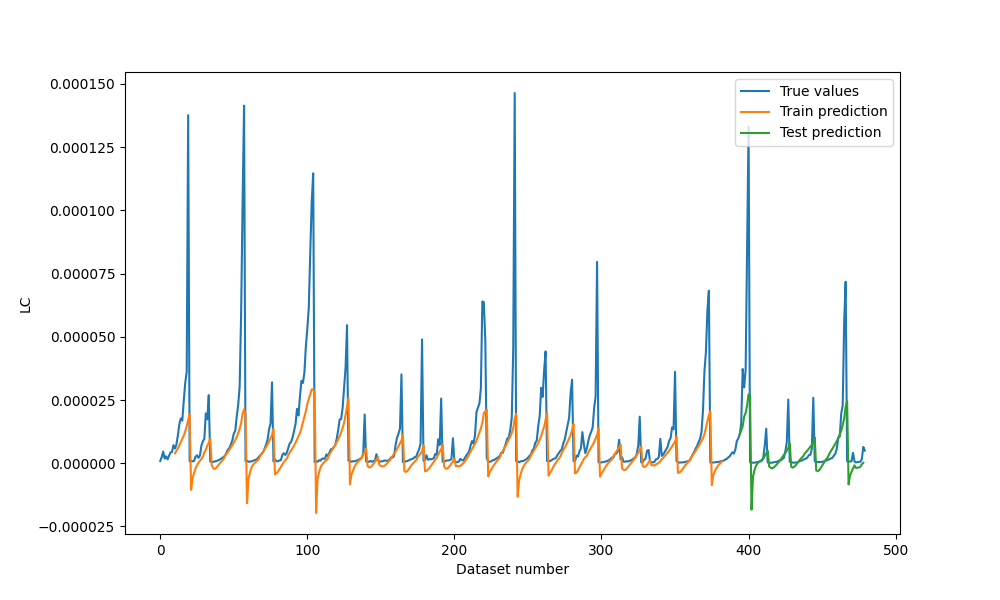 True values
Train prediction
Test prediction
0.000150
0.000125
0.000100
0.000075
0.000050
0.000025
0.000000
−0.000025
LC
0 100 200 300 400 500
Dataset number